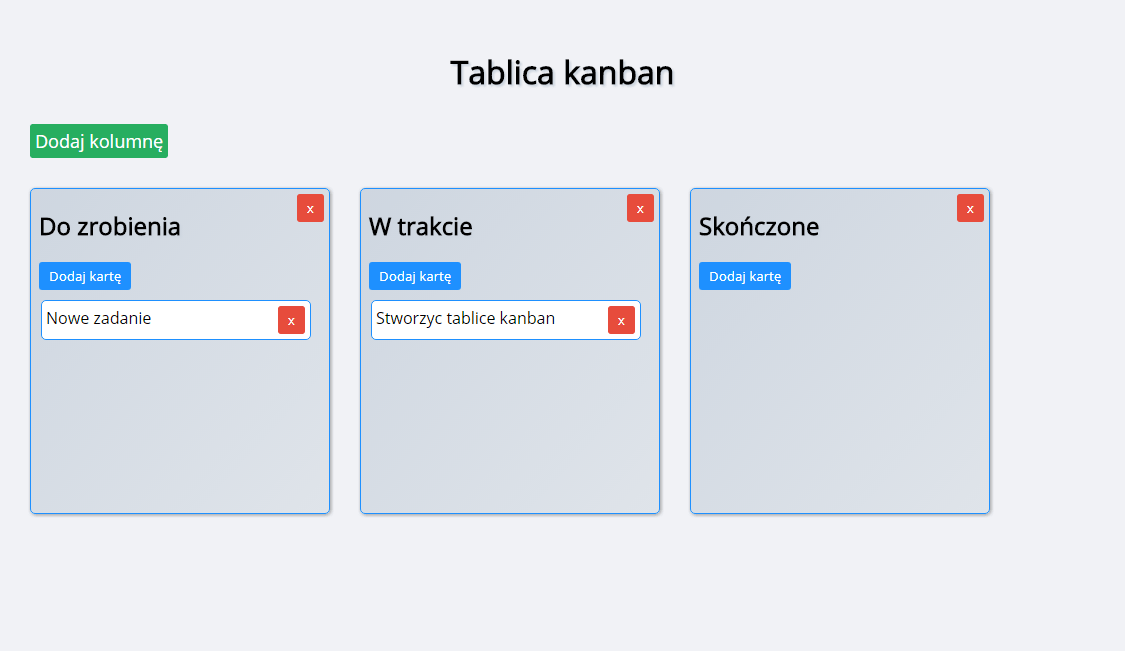 Tablica kanban
Dodaj kolumnę
Do zrobienia
x
Dodaj kartę
Nowe zadanie
x
W trakcie
x
Dodaj kartę
Stworzyc tablice kanban
x
Skończone
x
Dodaj kartę